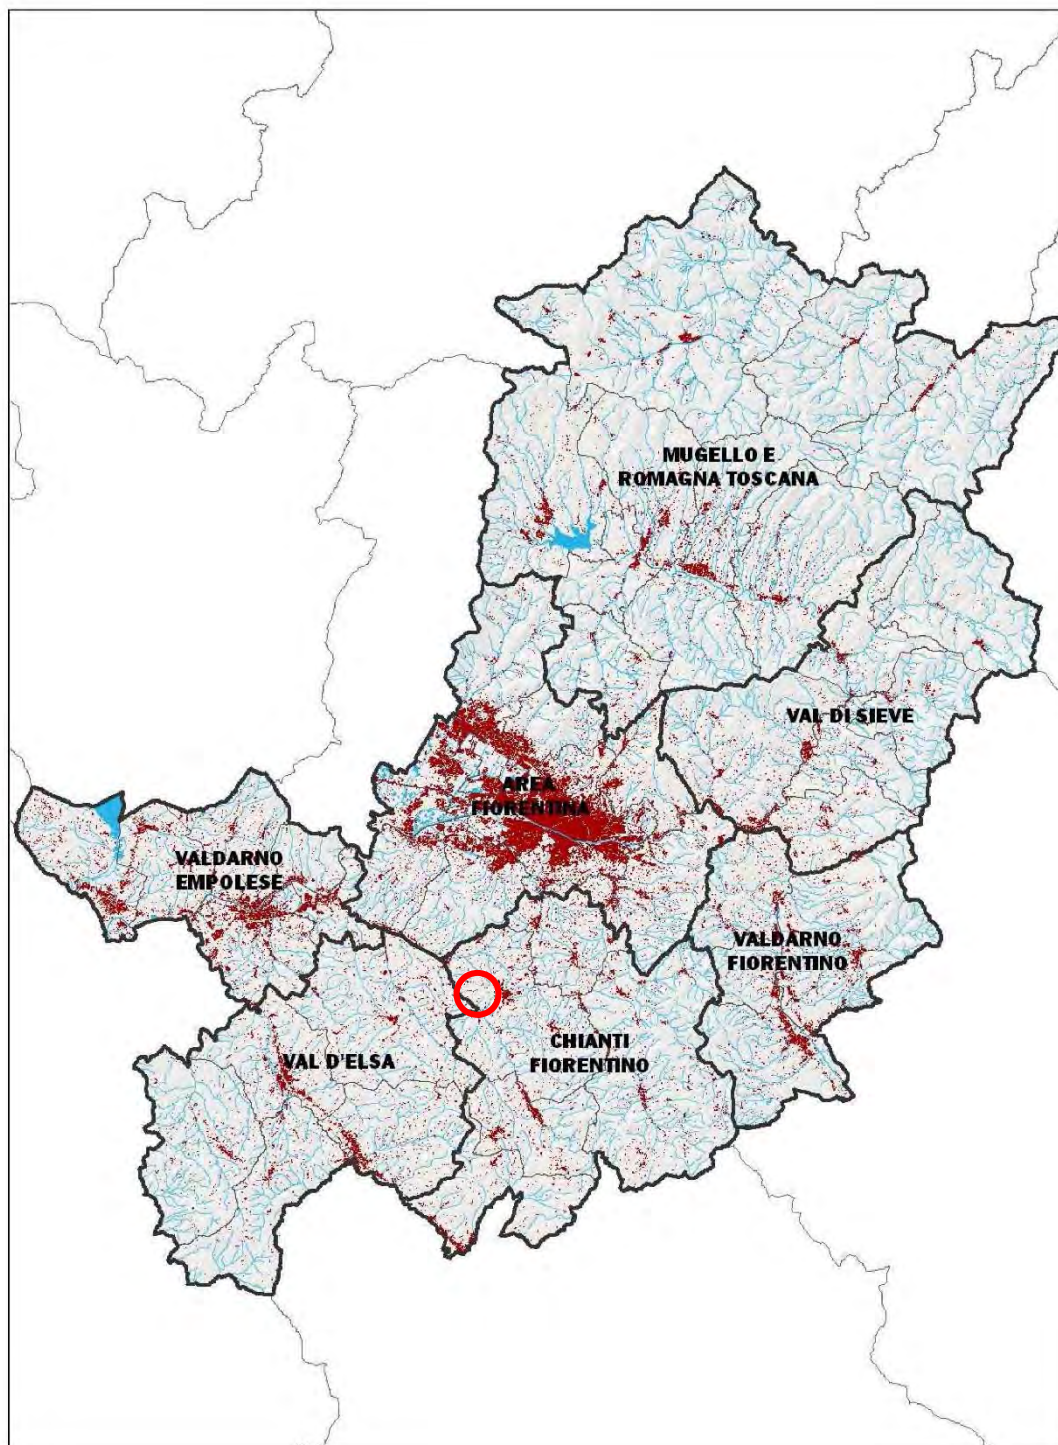 MUGELLO E
ROMAGNA TOSCANA
VAL DI SIEVE
AREA
FIORENTINA
VALDARNO
EMPOLESE
VALDARNO
FIORENTINO
CHIANTI
FIORENTINO
VAL D'ELSA